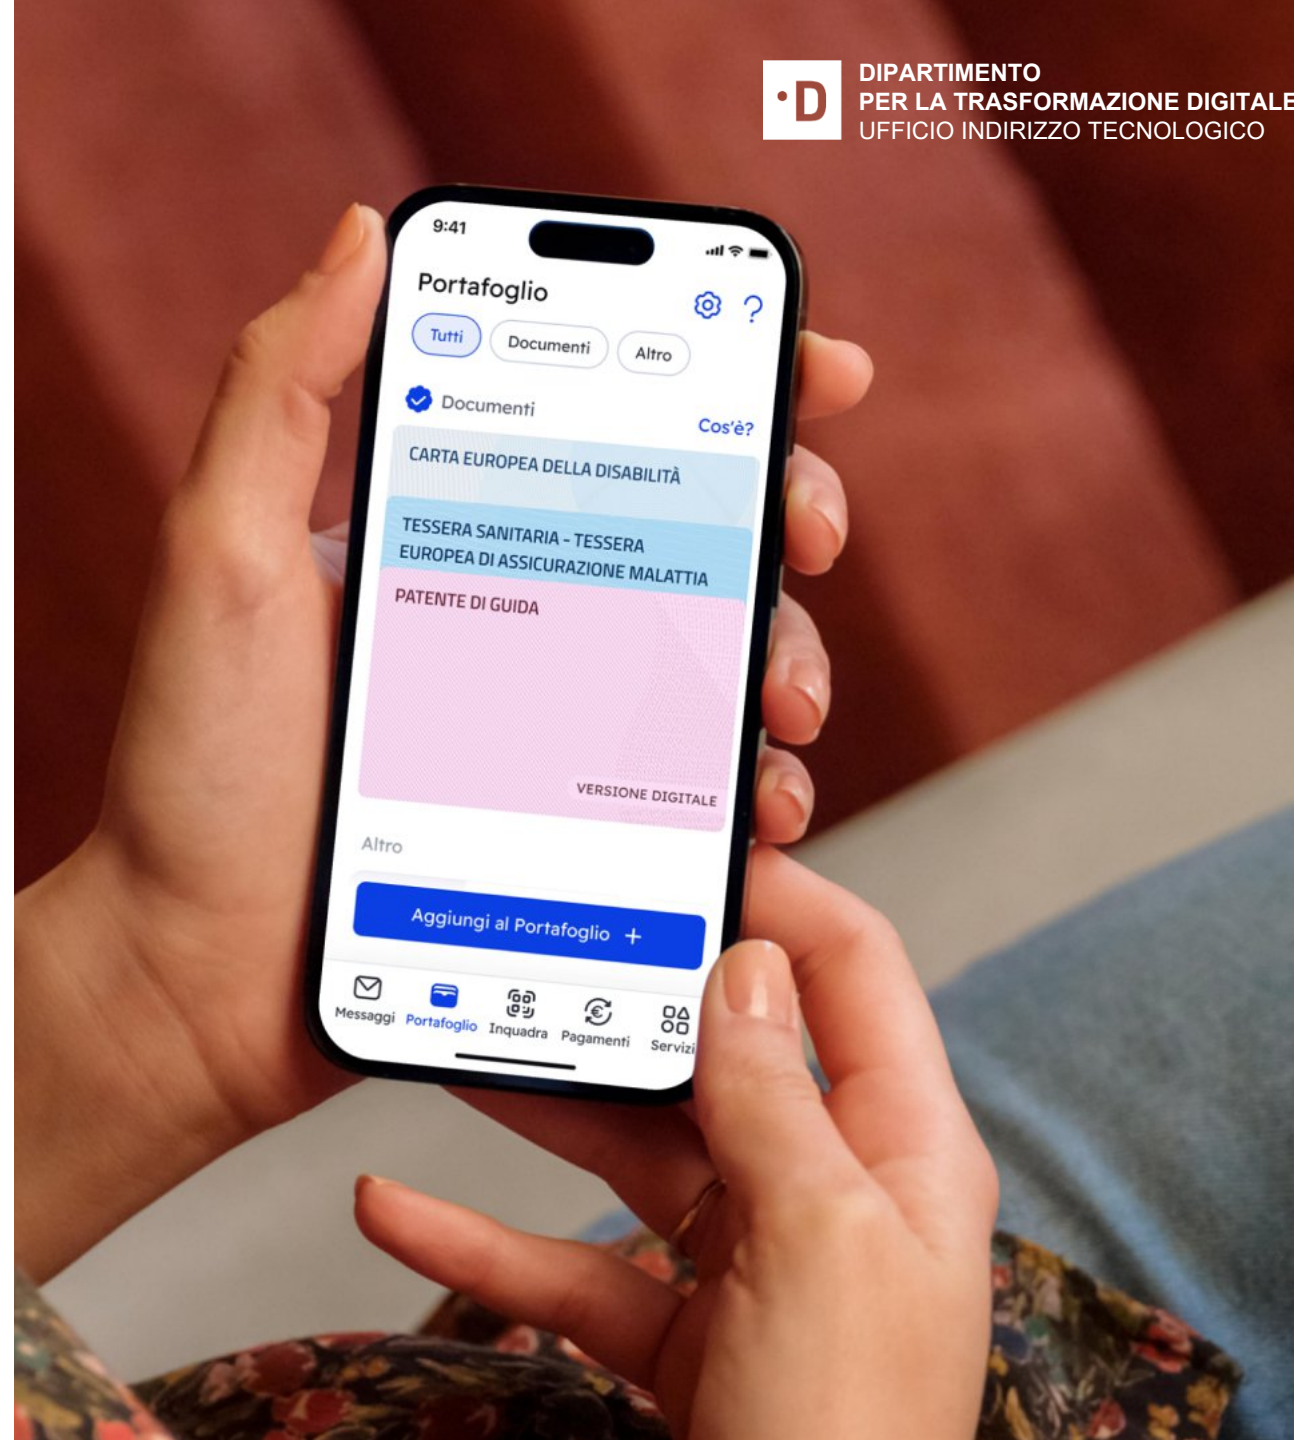 DIPARTIMENTO
PER LA TRASFORMAZIONE DIGITALE
UFFICIO INDIRIZZO TECNOLOGICO
·D
9:41
Portafoglio
Tutti
Documenti
Altro
Documenti
Cos'è?
CARTA EUROPEA DELLA DISABILITÀ
TESSERA SANITARIA - TESSERA
EUROPEA DI ASSICURAZIONE MALATTIA
PATENTE DI GUIDA
VERSIONE DIGITALE
Altro
Aggiungi al Portafoglio +
Messaggi
Portafoglio
Inquadra
Pagamenti
Servizi